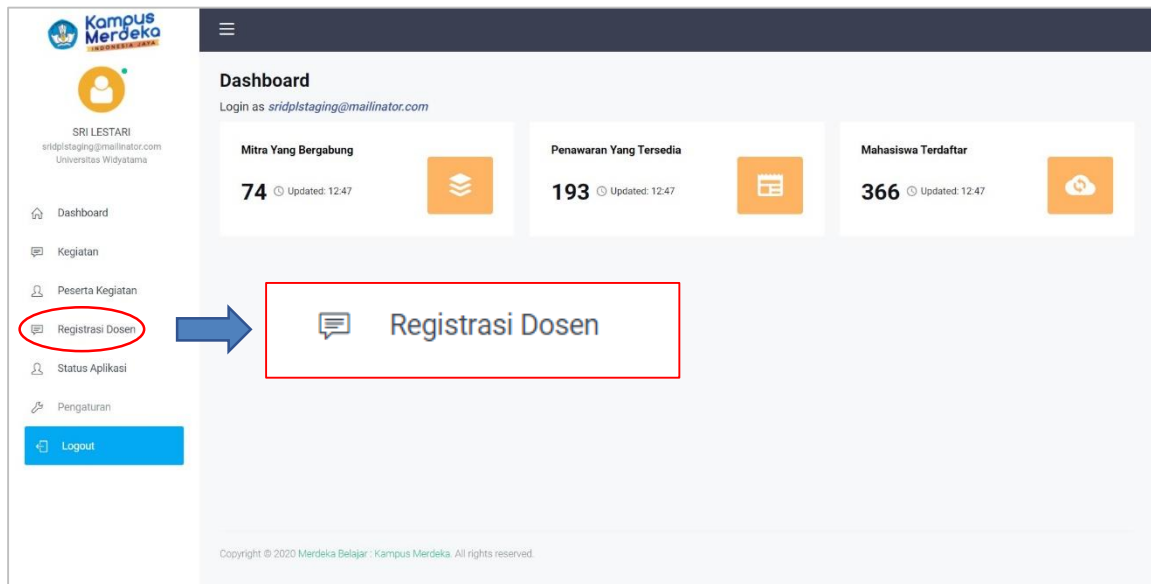 Kampus
Merdeka
INDONESIA JAYA
SRI LESTARI
sridplstaging@mailinator.com
Universitas Widyatama
Dashboard
Kegiatan
Peserta Kegiatan
Registrasi Dosen
Status Aplikasi
Pengaturan
Logout
Dashboard
Login as sridplstaging@mailinator.com
Mitra Yang Bergabung
74 Updated: 12:47
Penawaran Yang Tersedia
193 Updated: 12:47
Mahasiswa Terdaftar
366 Updated: 12:47
Registrasi Dosen
Copyright © 2020 Merdeka Belajar : Kampus Merdeka. All rights reserved.